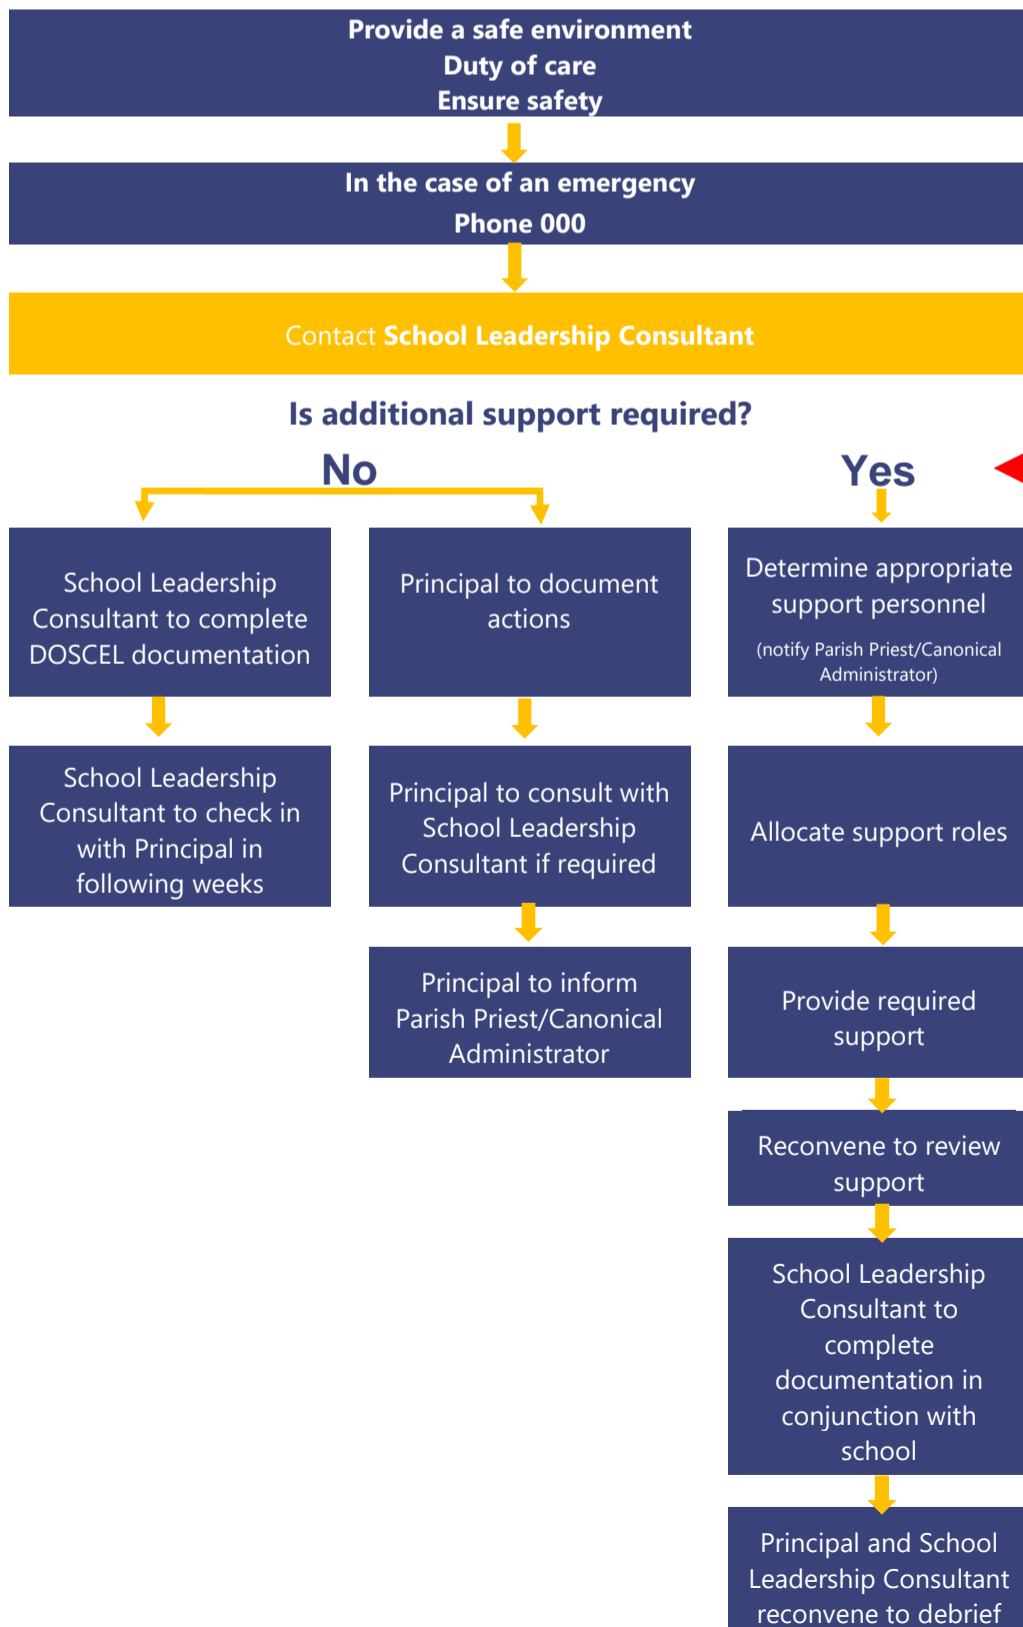 Provide a safe environment
Duty of care
Ensure safety
In the case of an emergency
Phone 000
Contact School Leadership Consultant
Is additional support required?
No
Yes
School Leadership
Consultant to complete
DOSCEL documentation
School Leadership
Consultant to check in
with Principal in
following weeks
Principal to document
actions
Principal to consult with
School Leadership
Consultant if required
Principal to inform
Parish Priest/Canonical
Administrator
Determine appropriate
support personnel
(notify Parish Priest/Canonical
Administrator)
Allocate support roles
Provide required
support
Reconvene to review
support
School Leadership
Consultant to
complete
documentation in
conjunction with
school
Principal and School
Leadership Consultant
reconvene to debrief